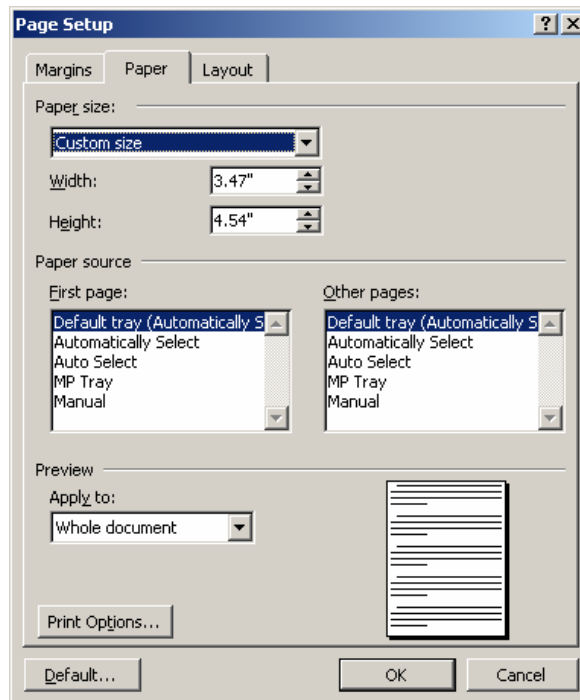 Page Setup
Margins
Paper
Layout
Paper size:
Custom size
Width:
3.47"
Height:
4.54"
Paper source
First page:
Other pages:
Default tray (Automatically S
Default tray (Automatically S
Automatically Select
Automatically Select
Auto Select
Auto Select
MP Tray
MP Tray
Manual
Manual
Preview
Apply to:
Whole document
Print Options...
Default...
OK
Cancel